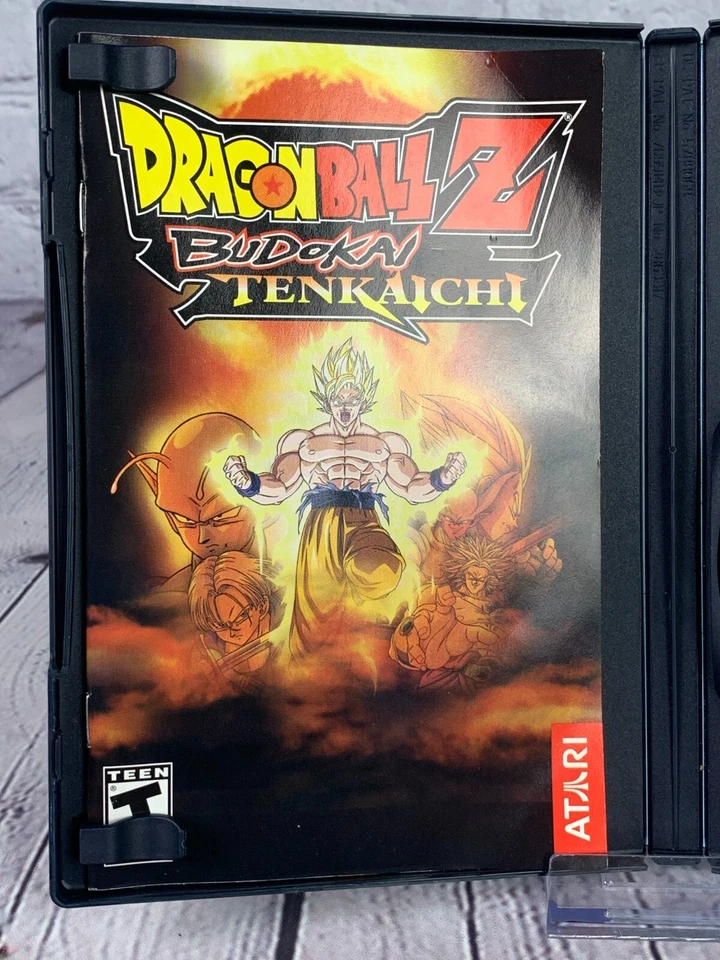 DRAGON BALL Z®
BUDOKAI
TENKAICHI
TEEN
T
®
ATARI